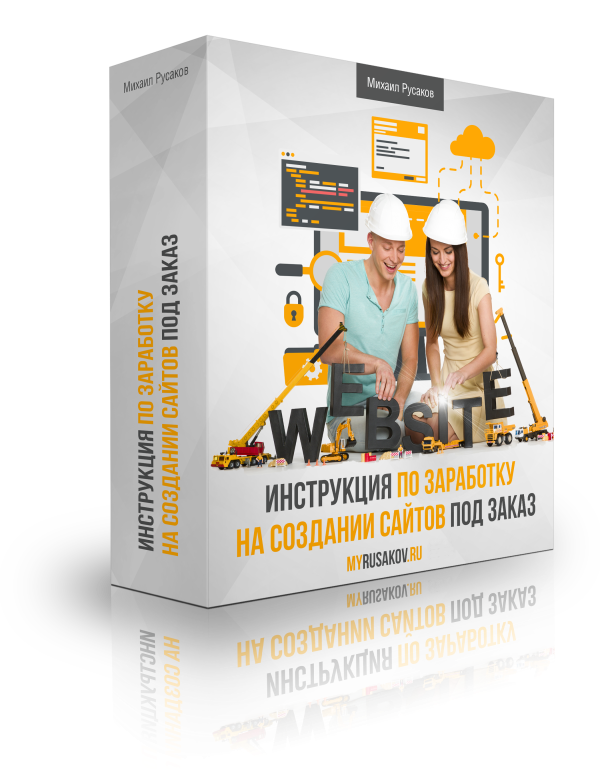 Михаил Русаков
ИНСТРУКЦИЯ ПО ЗАРАБОТКУ
НА СОЗДАНИИ САЙТОВ ПОД ЗАКАЗ
Михаил Русаков
WEBSITE
ИНСТРУКЦИЯ ПО ЗАРАБОТКУ
НА СОЗДАНИИ САЙТОВ ПОД ЗАКАЗ
MYRUSAKOV.RU